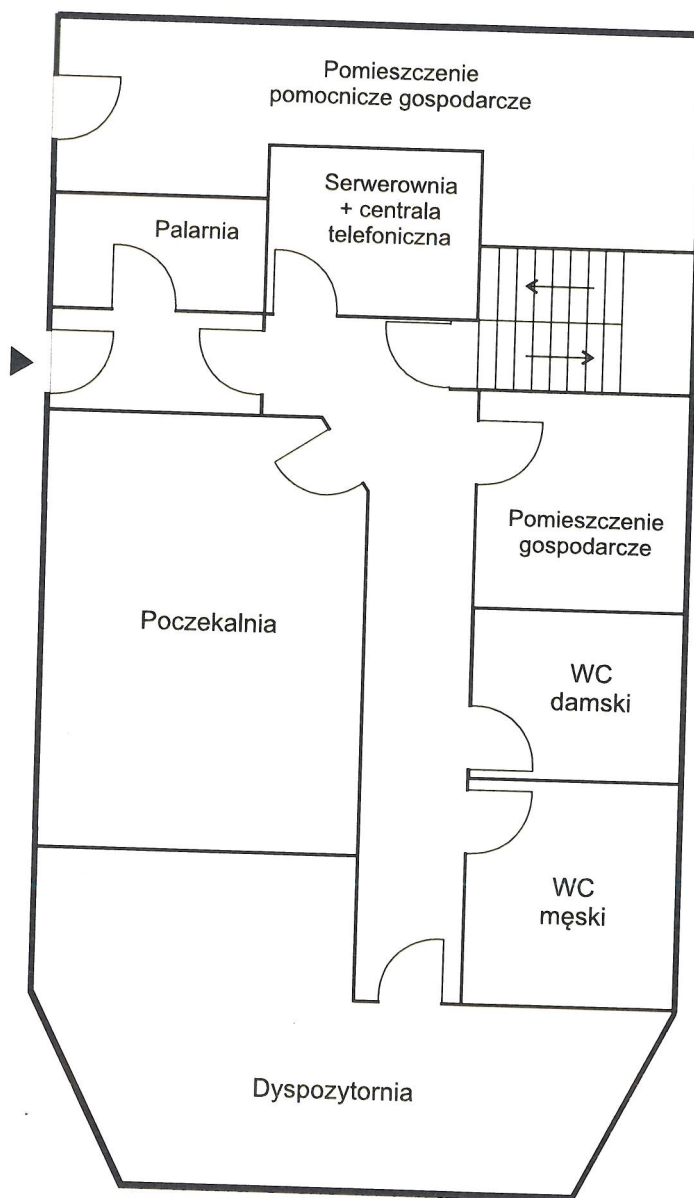 Pomieszczenie
pomocnicze gospodarcze
Serwerownia
+ centrala
telefoniczna
Palarnia
Pomieszczenie
gospodarcze
Poczekalnia
WC
damski
WC
męski
Dyspozytornia